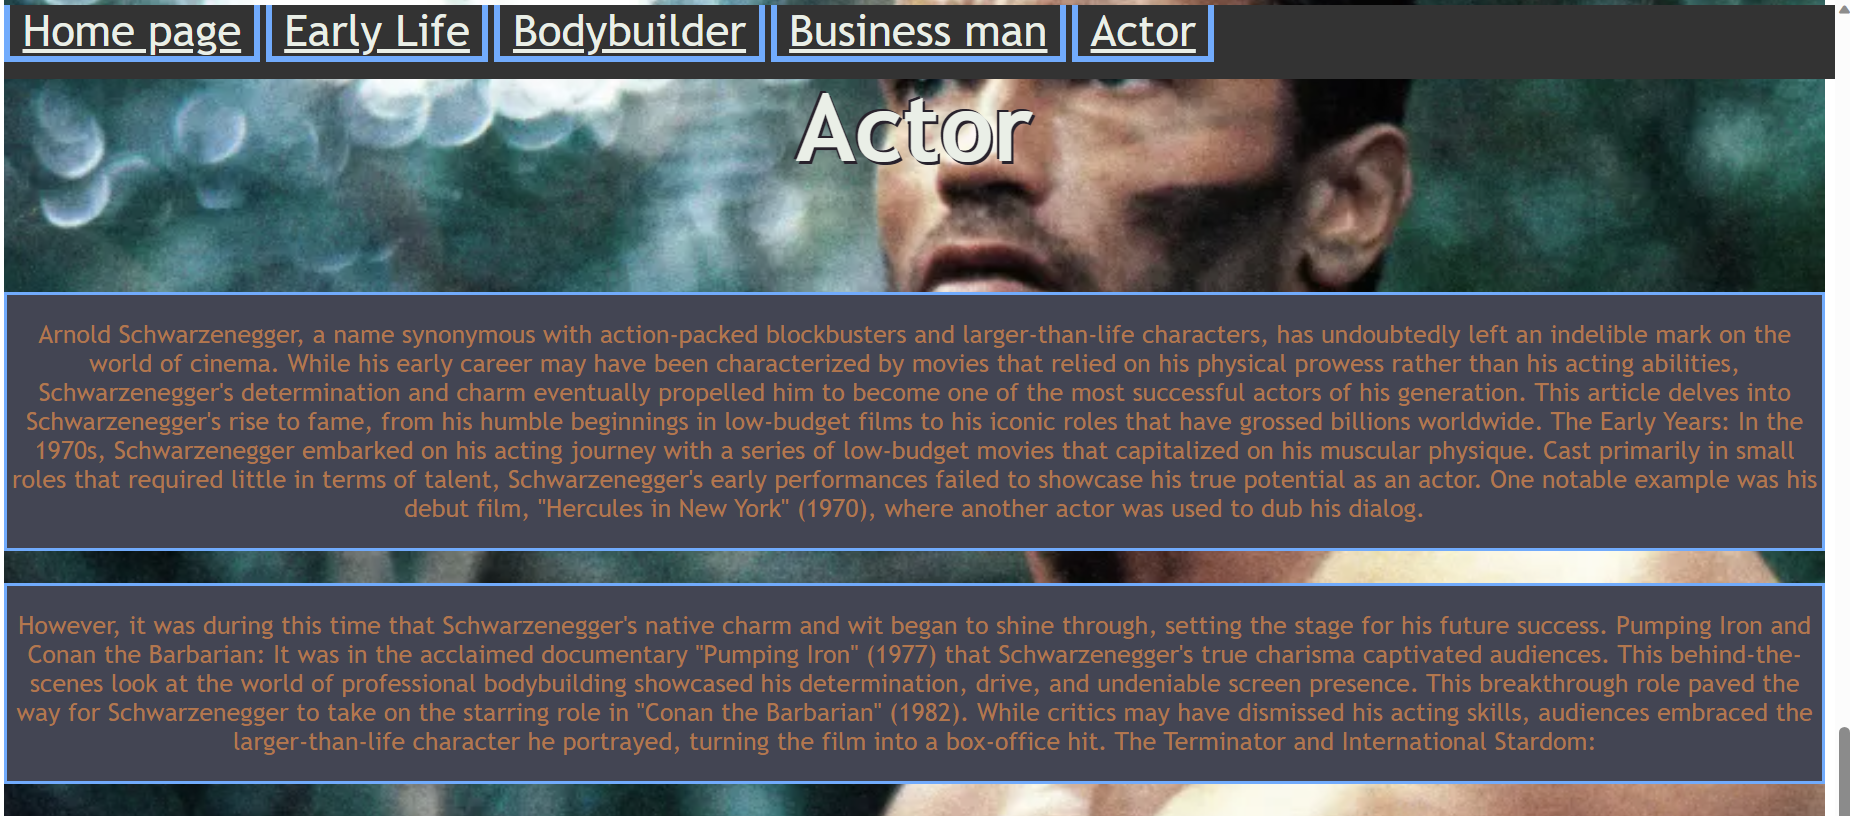 Home page Early Life Bodybuilder Business man Actor
Actor
Arnold Schwarzenegger, a name synonymous with action-packed blockbusters and larger-than-life characters, has undoubtedly left an indelible mark on the
world of cinema. While his early career may have been characterized by movies that relied on his physical prowess rather than his acting abilities,
Schwarzenegger's determination and charm eventually propelled him to become one of the most successful actors of his generation. This article delves into
Schwarzenegger's rise to fame, from his humble beginnings in low-budget films to his iconic roles that have grossed billions worldwide. The Early Years: In the
1970s, Schwarzenegger embarked on his acting journey with a series of low-budget movies that capitalized on his muscular physique. Cast primarily in small
roles that required little in terms of talent, Schwarzenegger's early performances failed to showcase his true potential as an actor. One notable example was his
debut film, "Hercules in New York" (1970), where another actor was used to dub his dialog.
However, it was during this time that Schwarzenegger's native charm and wit began to shine through, setting the stage for his future success. Pumping Iron and
Conan the Barbarian: It was in the acclaimed documentary "Pumping Iron" (1977) that Schwarzenegger's true charisma captivated audiences. This behind-the-
scenes look at the world of professional bodybuilding showcased his determination, drive, and undeniable screen presence. This breakthrough role paved the
way for Schwarzenegger to take on the starring role in "Conan the Barbarian" (1982). While critics may have dismissed his acting skills, audiences embraced the
larger-than-life character he portrayed, turning the film into a box-office hit. The Terminator and International Stardom: